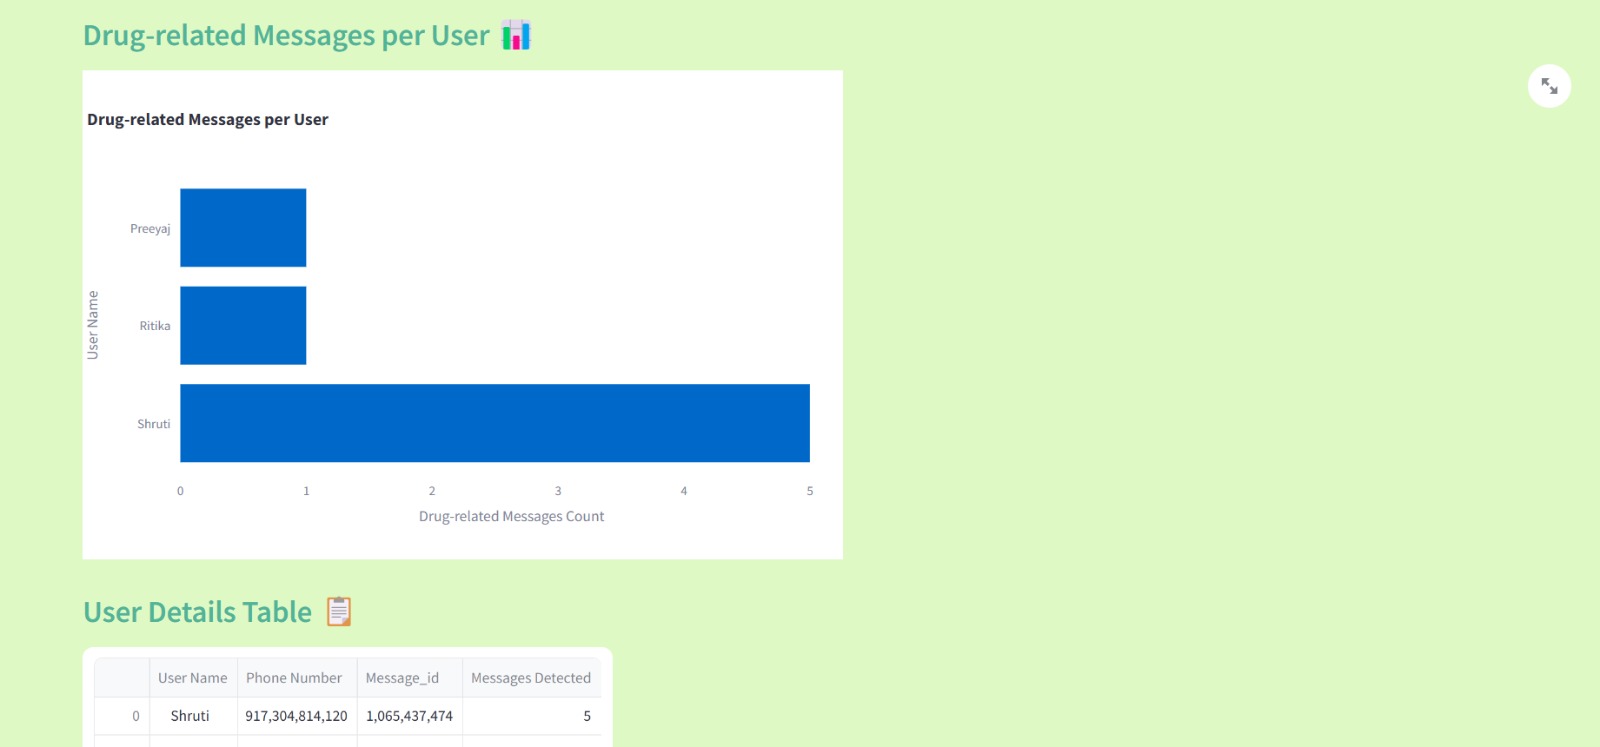 Drug-related Messages per User
Drug-related Messages per User
User Name
Preeyaj
Ritika
Shruti
0 1 2 3 4 5
Drug-related Messages Count
User Details Table
User Name Phone Number Message_id Messages Detected
0 Shruti 917,304,814,120 1,065,437,474 5